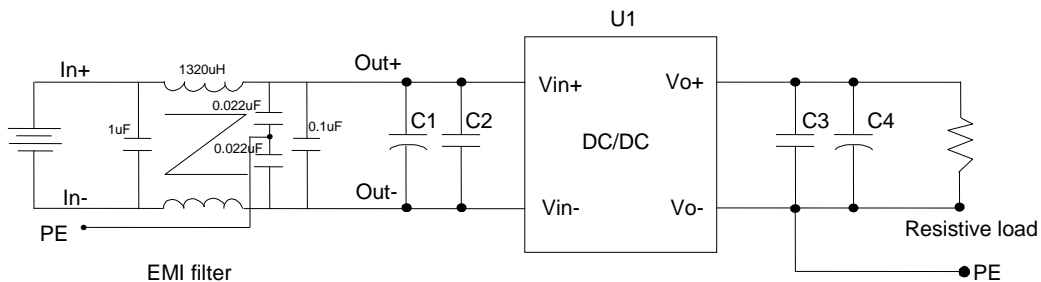 U1
In+
1320uH
Out+
Vin+
Vo+
0.022uF
1uF
0.1uF
C1
C2
C3
C4
0.022uF
DC/DC
In-
Out-
Vin-
Vo-
PE
Resistive load
EMI filter
PE